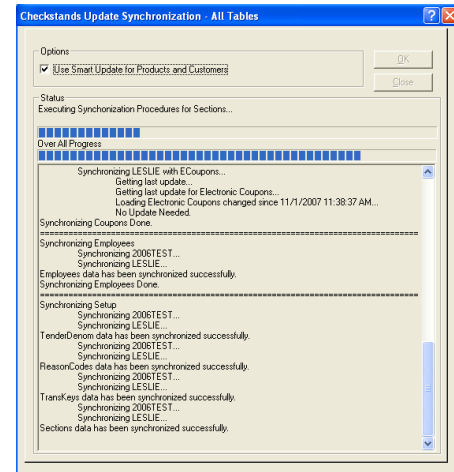 Checkstands Update Synchronization - All Tables
Options
Use Smart Update for Products and Customers
OK
Close
Status
Executing Synchonization Procedures for Sections...
Over All Progress
Synchronizing LESLIE with ECoupons...
Getting last update...
Getting last update for Electronic Coupons...
Loading Electronic Coupons changed since 11/1/2007 11:38:37 AM...
No Update Needed.
Synchronizing Coupons Done.
Synchronizing Employees
Synchronizing 2006TEST...
Synchronizing LESLIE...
Employees data has been synchronized successfully.
Synchronizing Employees Done.
Synchronizing Setup
Synchronizing 2006TEST...
Synchronizing LESLIE...
TenderDenom data has been synchronized successfully.
Synchronizing 2006TEST...
Synchronizing LESLIE...
ReasonCodes data has been synchronized successfully.
Synchronizing 2006TEST...
Synchronizing LESLIE...
TransKeys data has been synchronized successfully.
Synchronizing 2006TEST...
Synchronizing LESLIE...
Sections data has been synchronized successfully.